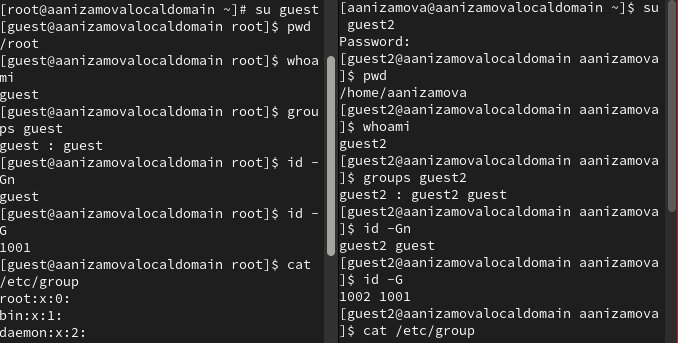 [root@aanizamovalocaldomain ~]# su guest
[guest@aanizamovalocaldomain root]$ pwd
/root
[guest@aanizamovalocaldomain root]$ whoa
mi
guest
[guest@aanizamovalocaldomain root]$ grou
ps guest
guest : guest
[guest@aanizamovalocaldomain root]$ id -
Gn
guest
[guest@aanizamovalocaldomain root]$ id -
G
1001
[guest@aanizamovalocaldomain root]$ cat
/etc/group
root:x:0:
bin:x:1:
daemon:x:2:
[aanizamova@aanizamovalocaldomain ~]$ su
 guest2
Password:
[guest2@aanizamovalocaldomain aanizamova
]$ pwd
/home/aanizamova
[guest2@aanizamovalocaldomain aanizamova
]$ whoami
guest2
[guest2@aanizamovalocaldomain aanizamova
]$ groups guest2
guest2 : guest2 guest
[guest2@aanizamovalocaldomain aanizamova
]$ id -Gn
guest2 guest
[guest2@aanizamovalocaldomain aanizamova
]$ id -G
1002 1001
[guest2@aanizamovalocaldomain aanizamova
]$ cat /etc/group